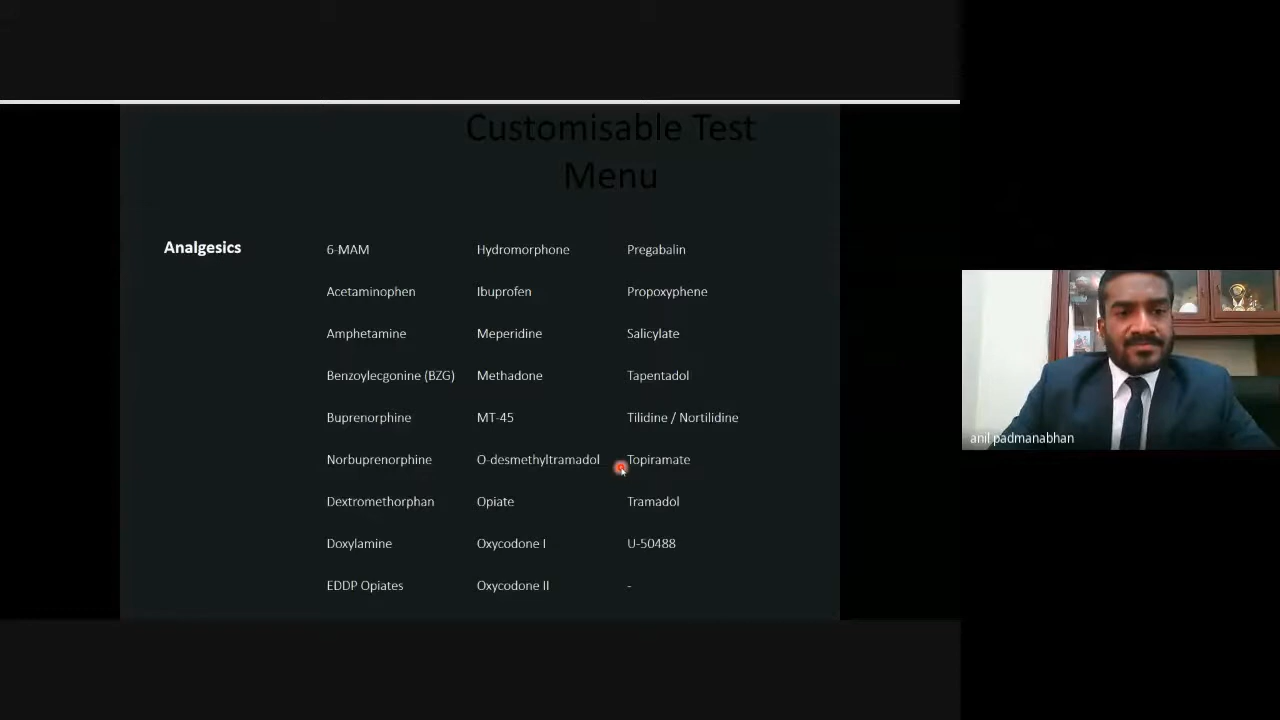 Customisable Test
Menu
Analgesics
6-MAM Hydromorphone Pregabalin
Acetaminophen Ibuprofen Propoxyphene
Amphetamine Meperidine Salicylate
Benzoylecgonine (BZG) Methadone Tapentadol
Buprenorphine MT-45 Tilidine / Nortilidine
Norbuprenorphine O-desmethyltramadol Topiramate
Dextromethorphan Opiate Tramadol
Doxylamine Oxycodone I U-50488
EDDP Opiates Oxycodone II -
anil padmanabhan